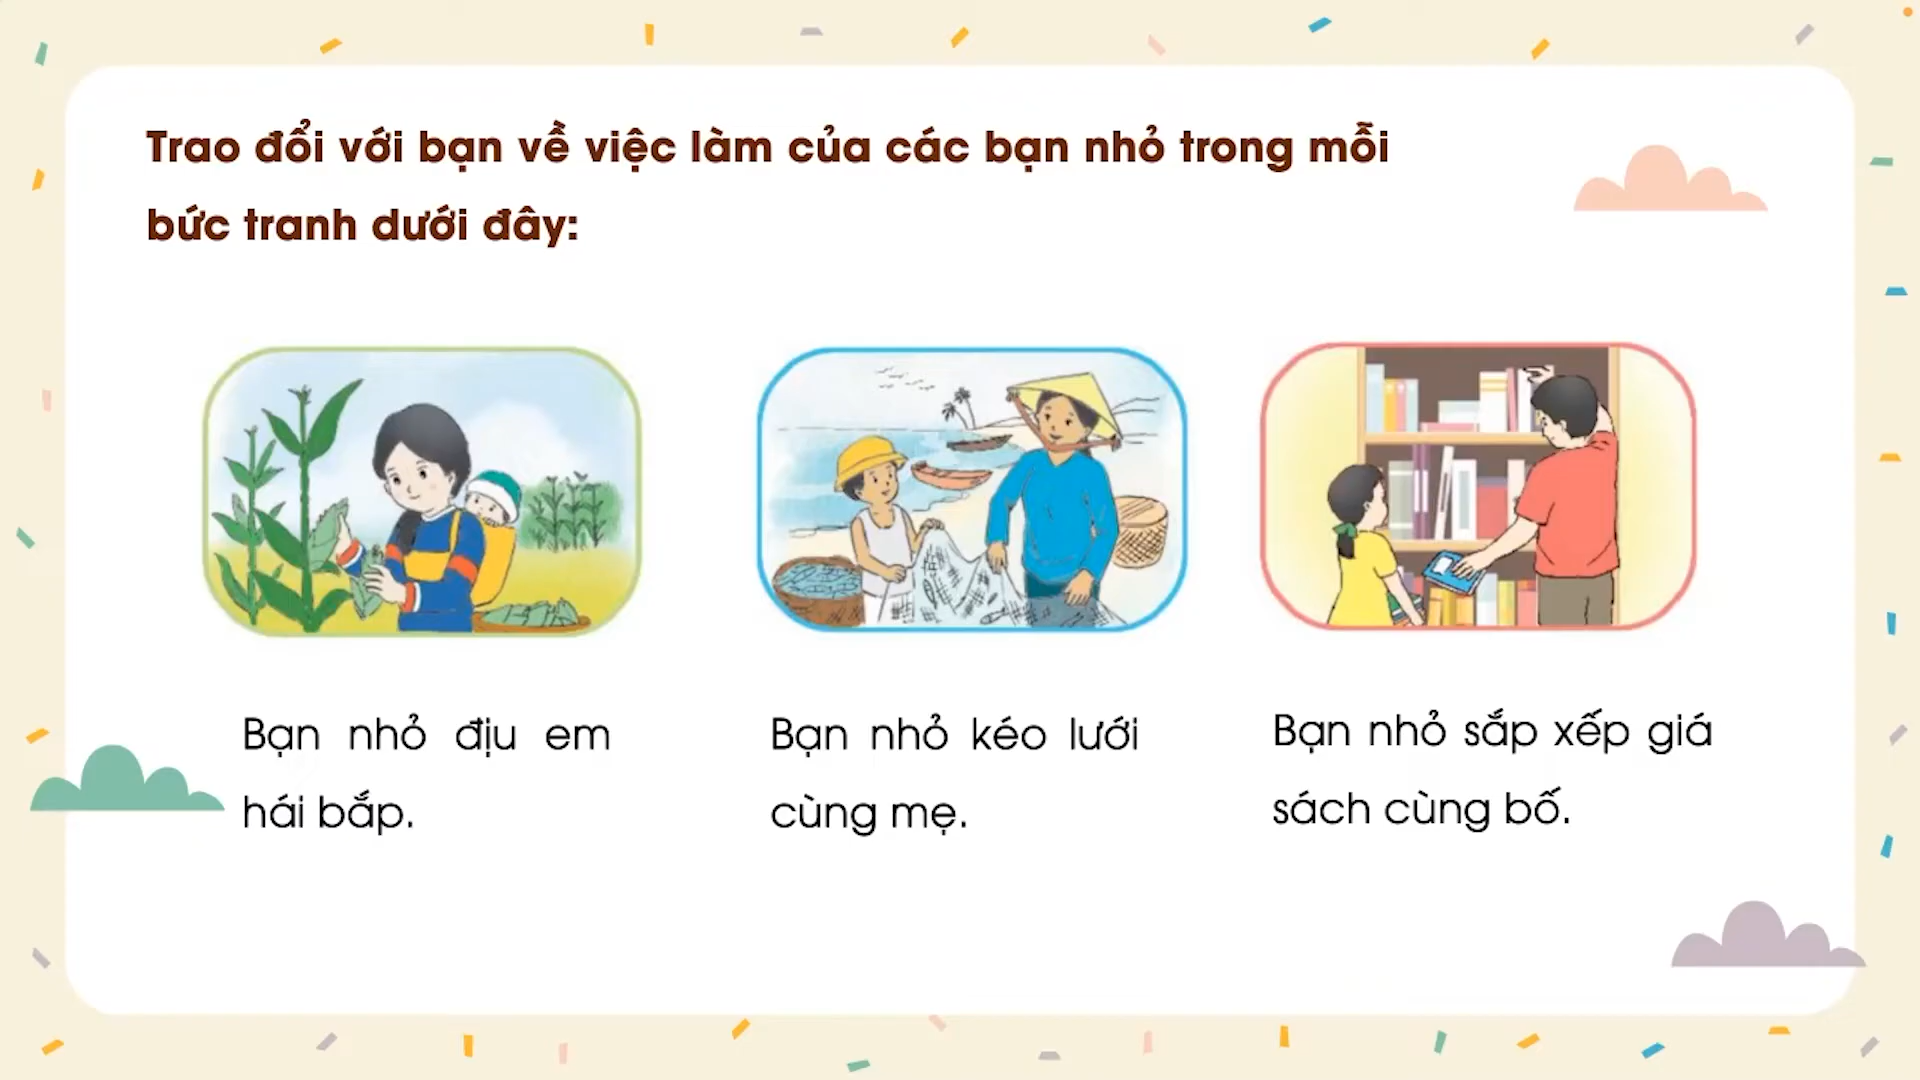 Trao đổi với bạn về việc làm của các bạn nhỏ trong mỗi
bức tranh dưới đây:
Bạn nhỏ địu em
hái bắp.
Bạn nhỏ kéo lưới
cùng mẹ.
Bạn nhỏ sắp xếp giá
sách cùng bố.